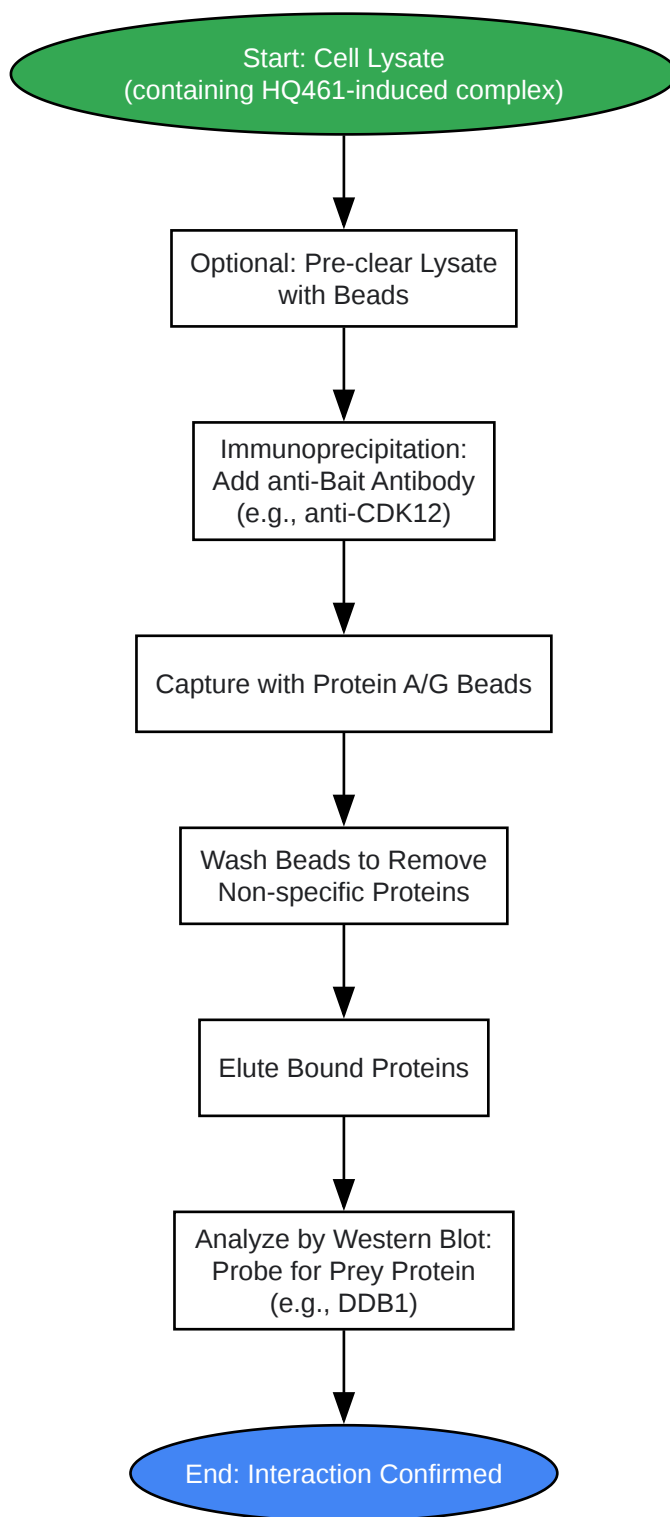 Start: Cell Lysate
(containing HQ461-induced complex)
Optional: Pre-clear Lysate
with Beads
Immunoprecipitation:
Add anti-Bait Antibody
(e.g., anti-CDK12)
Capture with Protein A/G Beads
Wash Beads to Remove
Non-specific Proteins
Elute Bound Proteins
Analyze by Western Blot:
Probe for Prey Protein
(e.g., DDB1)
End: Interaction Confirmed